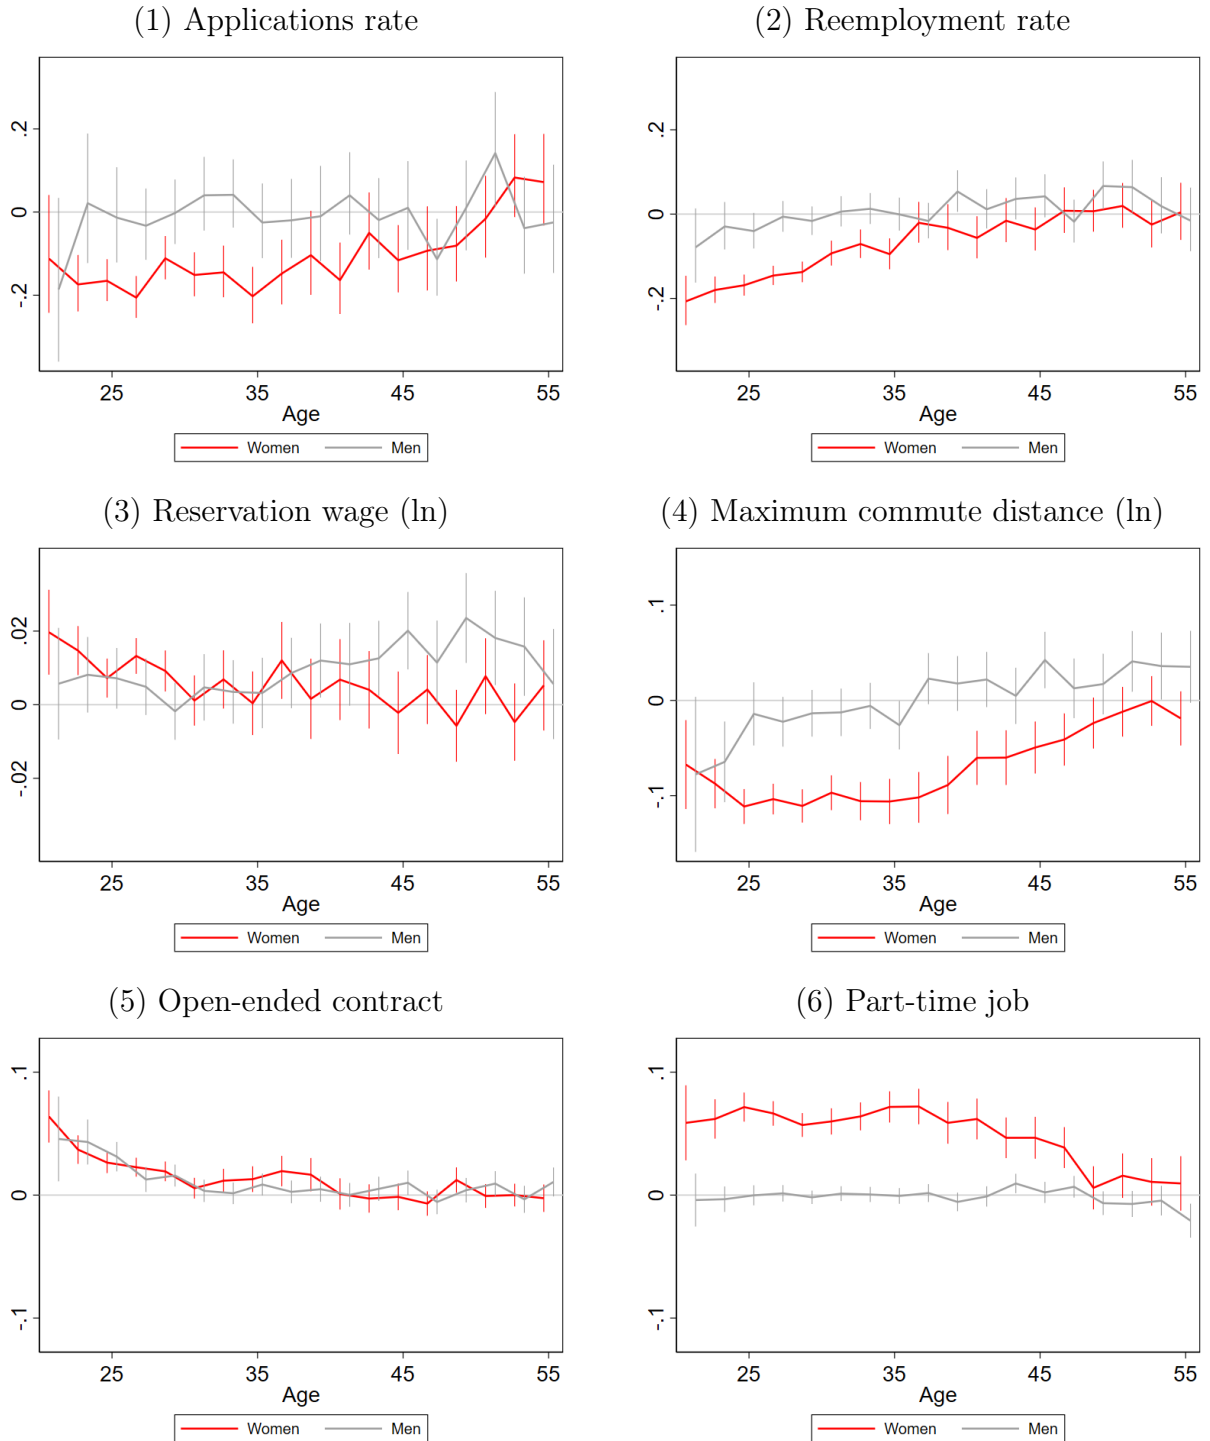 (1) Applications rate
.2
0
-.2
25 35 45 55
Age
Women Men
(2) Reemployment rate
.2
0
-.2
25 35 45 55
Age
Women Men
(3) Reservation wage (ln)
.02
0
-.02
25 35 45 55
Age
Women Men
(4) Maximum commute distance (ln)
.1
0
-.1
25 35 45 55
Age
Women Men
(5) Open-ended contract
.1
0
-.1
25 35 45 55
Age
Women Men
(6) Part-time job
.1
0
-.1
25 35 45 55
Age
Women Men